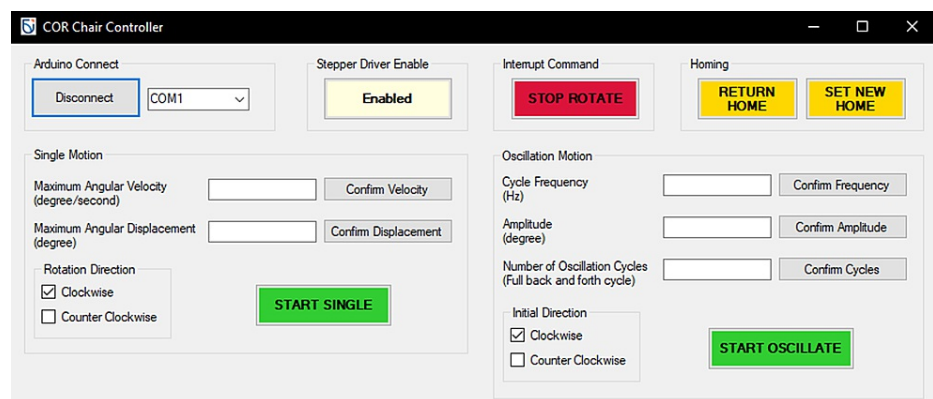 COR Chair Controller
Arduino Connect
Disconnect
COM1
Stepper Driver Enable
Enabled
Interrupt Command
STOP ROTATE
Homing
RETURN
HOME
SET NEW
HOME
Single Motion
Maximum Angular Velocity
(degree/second)
Confirm Velocity
Maximum Angular Displacement
(degree)
Confirm Displacement
Rotation Direction
Clockwise
Counter Clockwise
START SINGLE
Oscillation Motion
Cycle Frequency
(Hz)
Confirm Frequency
Amplitude
(degree)
Confirm Amplitude
Number of Oscillation Cycles
(Full back and forth cycle)
Confirm Cycles
Initial Direction
Clockwise
Counter Clockwise
START OSCILLATE